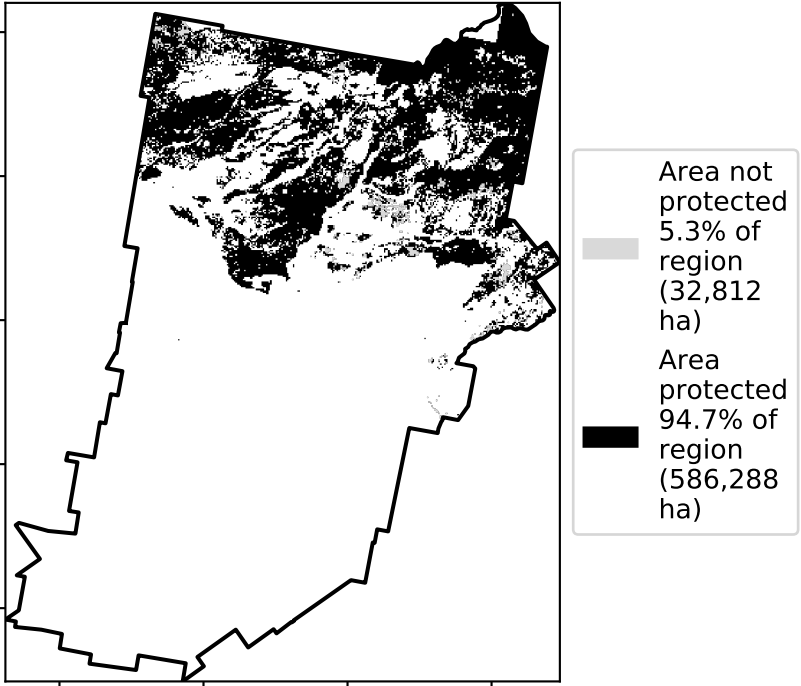 Area not
protected
5.3% of
region
(32,812
ha)
Area
protected
94.7% of
region
(586,288
ha)